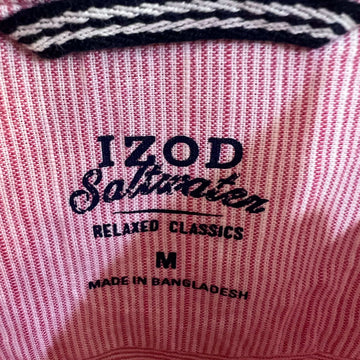 IZOD
Saltwater
RELAXED CLASSICS
M
MADE IN BANGLADESH